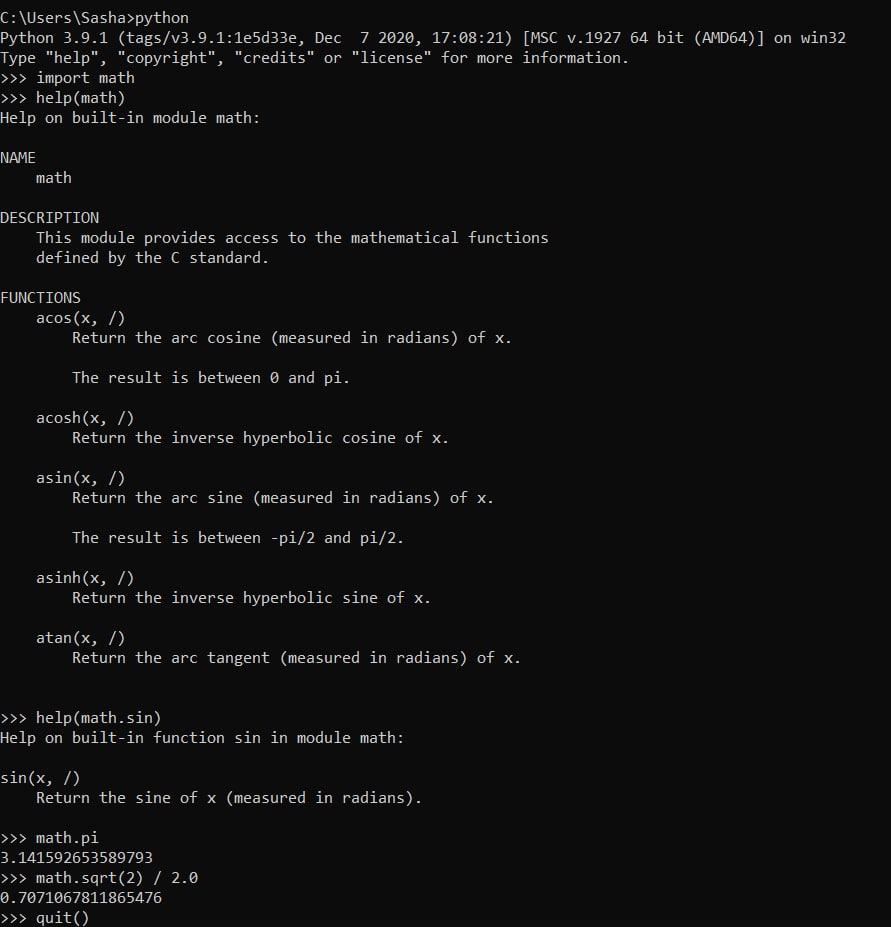 C:\Users\Sasha>python
Python 3.9.1 (tags/v3.9.1:1e5d33e, Dec  7 2020, 17:08:21) [MSC v.1927 64 bit (AMD64)] on win32
Type "help", "copyright", "credits" or "license" for more information.
>>> import math
>>> help(math)
Help on built-in module math:

NAME
    math

DESCRIPTION
    This module provides access to the mathematical functions
    defined by the C standard.

FUNCTIONS
    acos(x, /)
        Return the arc cosine (measured in radians) of x.

        The result is between 0 and pi.

    acosh(x, /)
        Return the inverse hyperbolic cosine of x.

    asin(x, /)
        Return the arc sine (measured in radians) of x.

        The result is between -pi/2 and pi/2.

    asinh(x, /)
        Return the inverse hyperbolic sine of x.

    atan(x, /)
        Return the arc tangent (measured in radians) of x.


>>> help(math.sin)
Help on built-in function sin in module math:

sin(x, /)
    Return the sine of x (measured in radians).

>>> math.pi
3.141592653589793
>>> math.sqrt(2) / 2.0
0.7071067811865476
>>> quit()